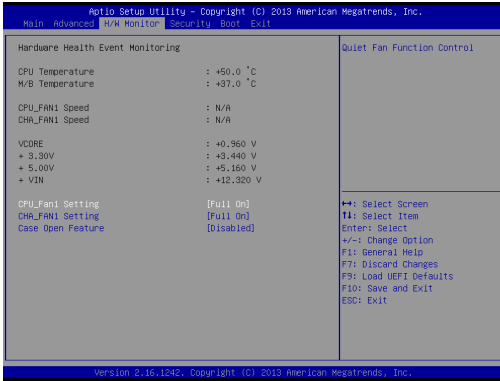 Aptio Setup Utility – Copyright (C) 2013 American Megatrends, Inc.
Main Advanced H/W Monitor Security Boot Exit
Hardware Health Event Monitoring
CPU Temperature : +50.0 °C
M/B Temperature : +37.0 °C
CPU_FAN1 Speed : N/A
CHA_FAN1 Speed : N/A
VCORE : +0.960 V
+ 3.30V : +3.440 V
+ 5.00V : +5.160 V
+ VIN : +12.320 V
CPU_Fan1 Setting [Full On]
CHA_FAN1 Setting [Full On]
Case Open Feature [Disabled]
Quiet Fan Function Control
↔: Select Screen
↑↓: Select Item
Enter: Select
+/-: Change Option
F1: General Help
F7: Discard Changes
F9: Load UEFI Defaults
F10: Save and Exit
ESC: Exit
Version 2.16.1242. Copyright (C) 2013 American Megatrends, Inc.